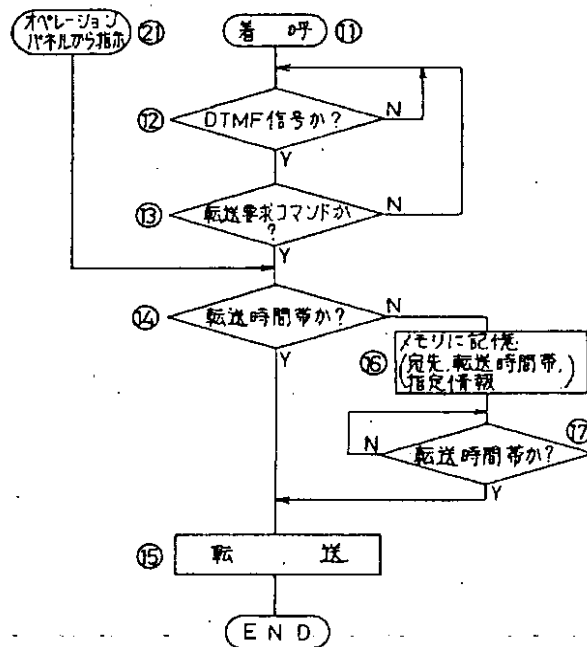 オペレーション
パネルから指示
㉑
着呼
⑪
⑫
DTMF信号か?
N
Y
⑬
転送要求コマンドか
?
N
Y
⑭
転送時間帯か?
N
Y
⑯
メモリに記憶
(宛先,転送時間帯,
指定情報)
⑰
転送時間帯か?
N
Y
⑮
転送
END